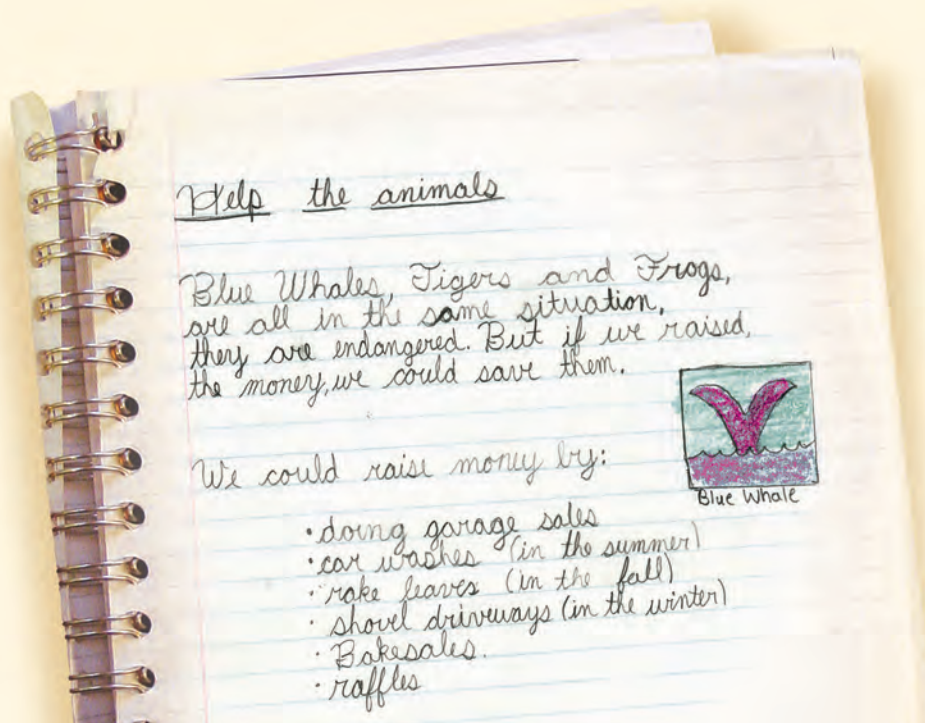 Help the animals
Blue Whales, Tigers and Frogs,
are all in the same situation,
they are endangered. But if we raised,
the money, we could save them.
Blue Whale
We could raise money by:
· doing garage sales
· car washes (in the summer)
· rake leaves (in the fall)
· shovel driveways (in the winter)
· Bakesales.
· raffles